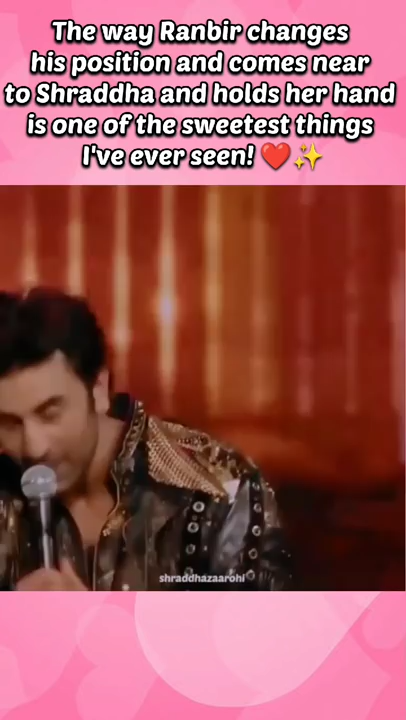 The way Ranbir changes
his position and comes near
to Shraddha and holds her hand
is one of the sweetest things
I've ever seen! ❤️✨
shraddhazaarohi